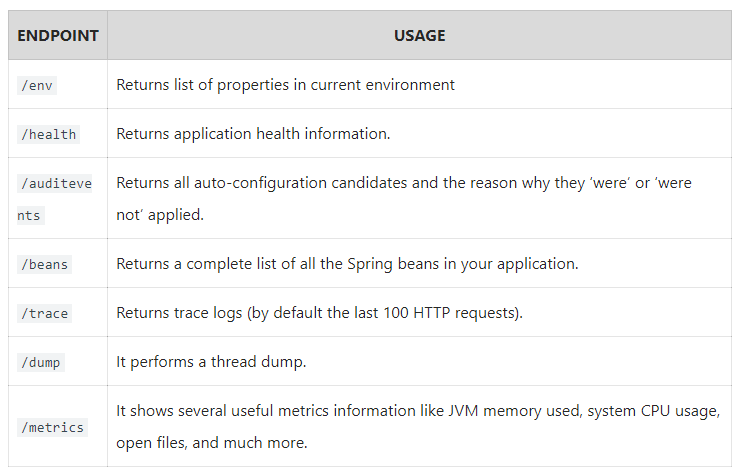 ENDPOINT USAGE
/env Returns list of properties in current environment
/health Returns application health information.
/auditeve Returns all auto-configuration candidates and the reason why they ‘were’ or ‘were
nts not’ applied.
/beans Returns a complete list of all the Spring beans in your application.
/trace Returns trace logs (by default the last 100 HTTP requests).
/dump It performs a thread dump.
/metrics It shows several useful metrics information like JVM memory used, system CPU usage,
open files, and much more.